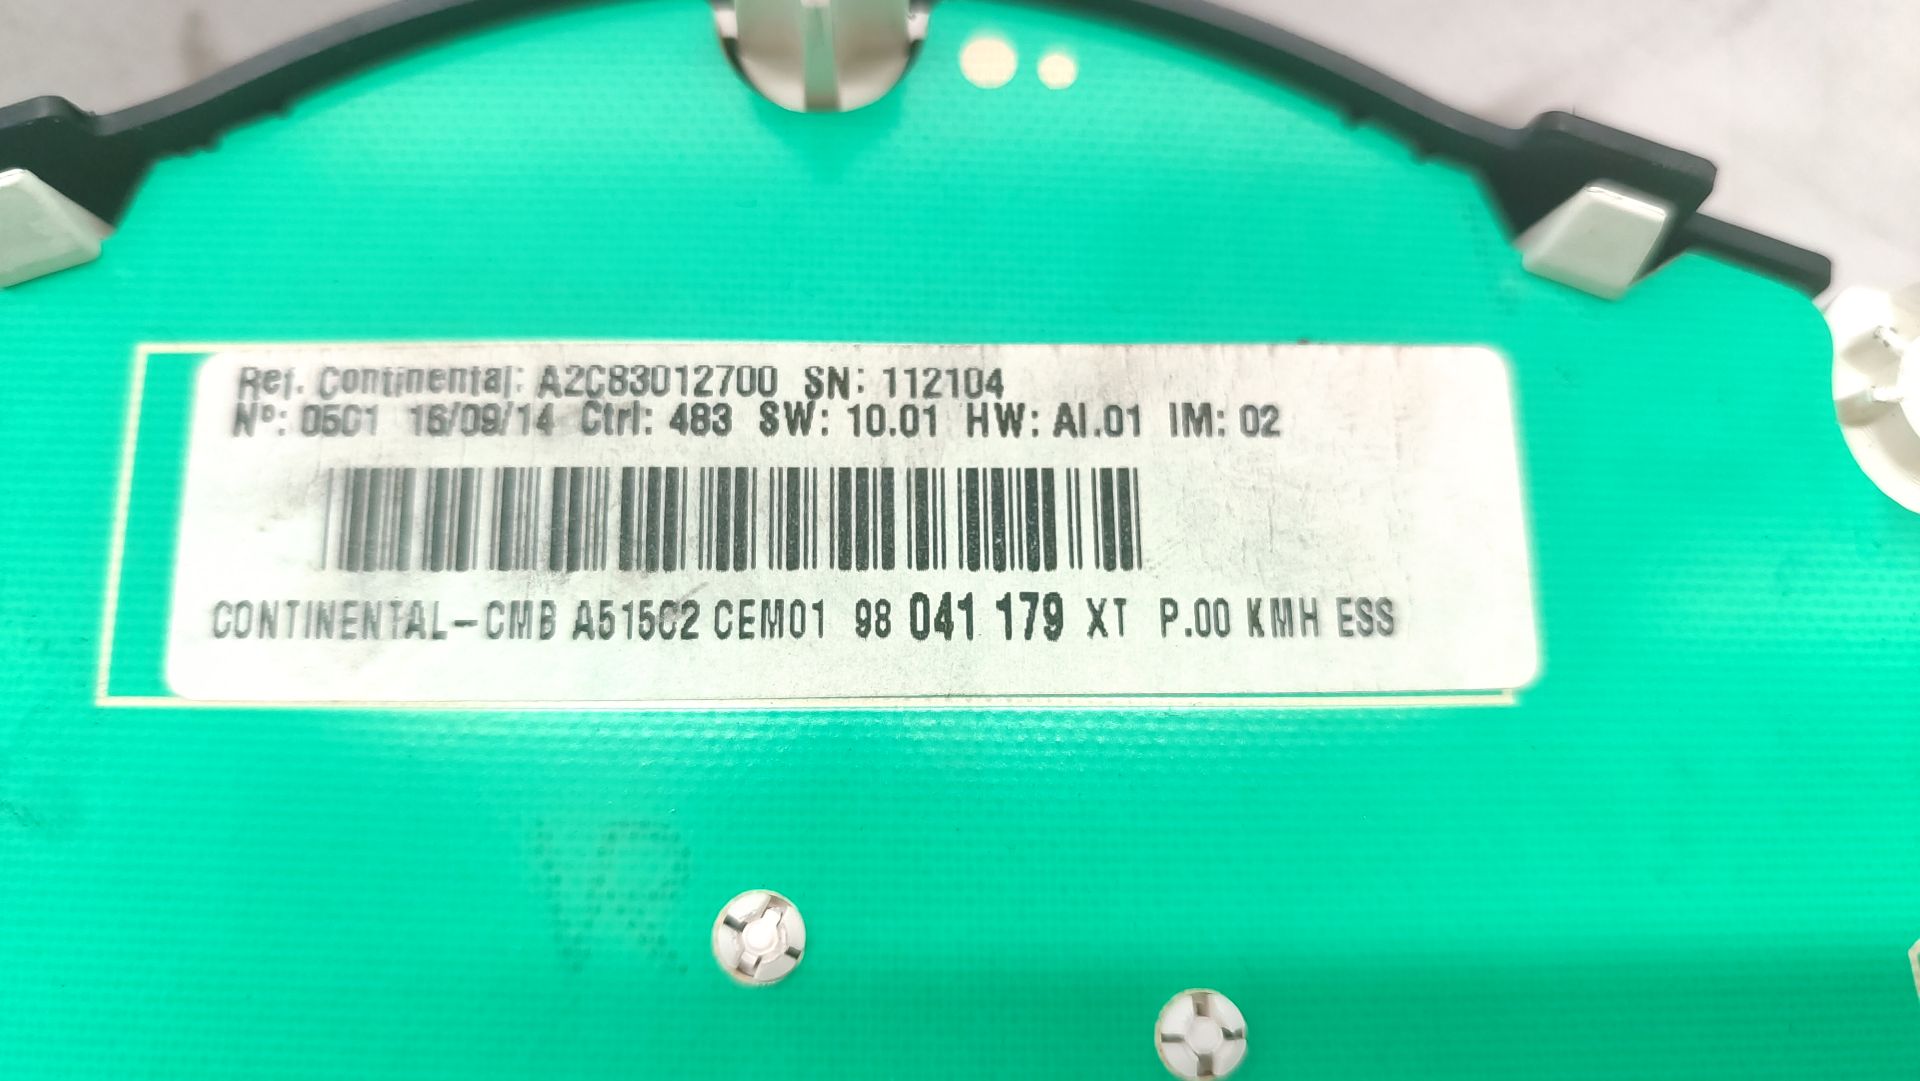 Ref. Continental: A2C83012700 SN: 112104
Nº: 0501 16/09/14 Ctrl: 483 SW: 10.01 HW: AI.01 IM: 02
CONTINENTAL-CMB A51502 CEM01 98 041 179 XT P.00 KMH ESS